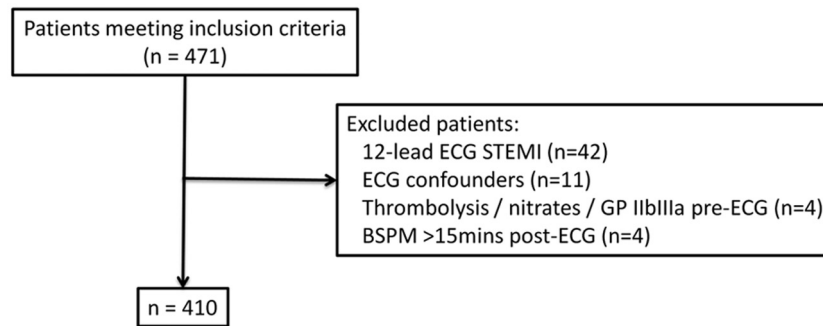 Patients meeting inclusion criteria
(n = 471)
Excluded patients:
12-lead ECG STEMI (n=42)
ECG confounders (n=11)
Thrombolysis / nitrates / GP IIbIIIa pre-ECG (n=4)
BSPM >15mins post-ECG (n=4)
n = 410